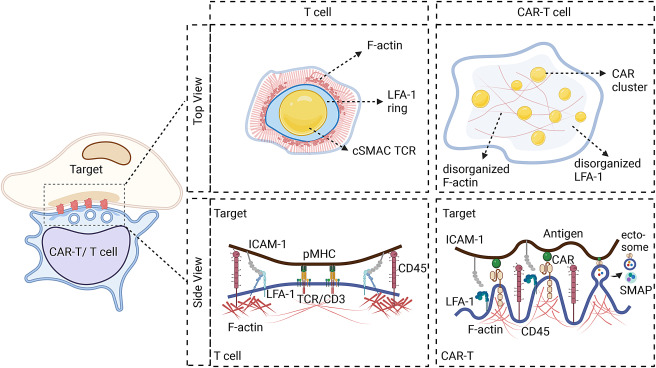 T cell
CAR-T cell
Top View
F-actin
LFA-1
ring
cSMAC TCR
CAR
cluster
disorganized
F-actin
disorganized
LFA-1
Target
CAR-T/ T cell
Side View
Target
ICAM-1
pMHC
CD45
LFA-1
TCR/CD3
F-actin
T cell
Target
ICAM-1
Antigen
ecto-
some
CAR
SMAP
LFA-1
F-actin
CD45
CAR-T